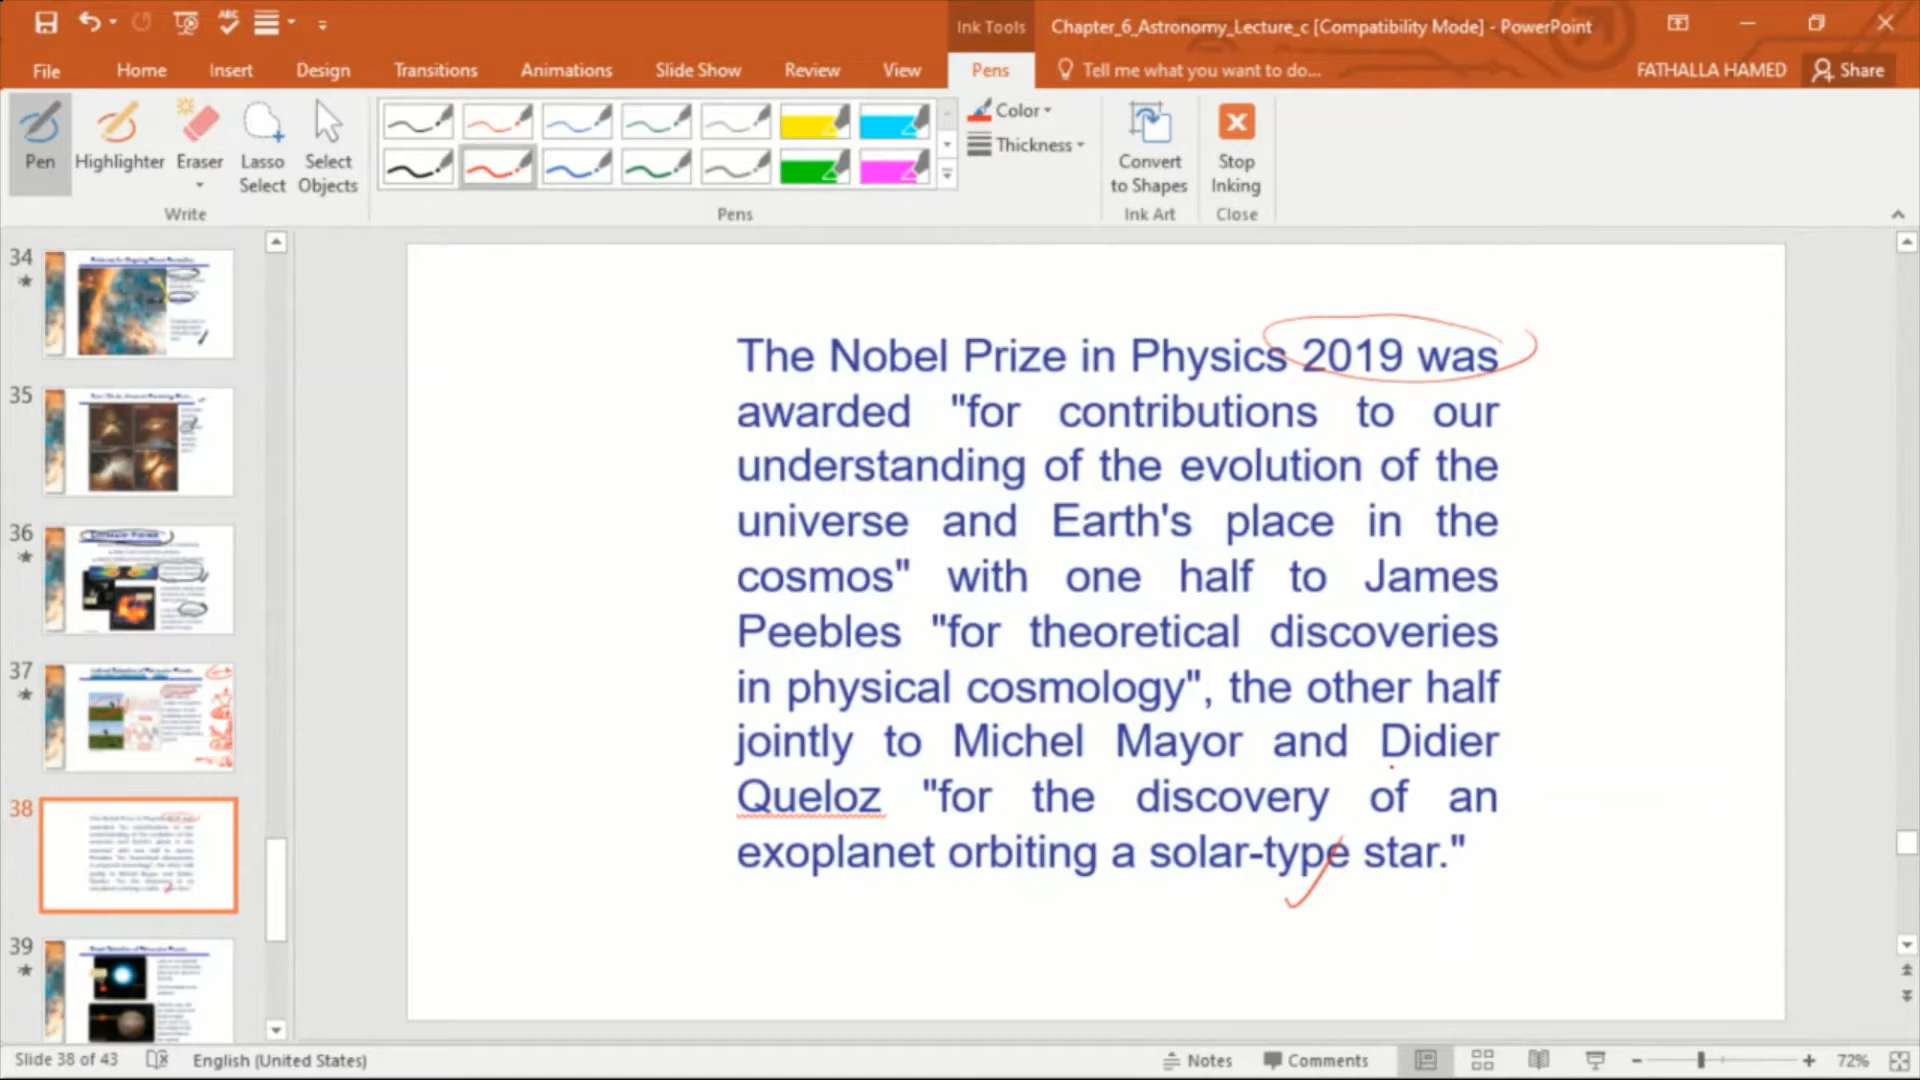 Ink Tools
Chapter_6_Astronomy_Lecture_c [Compatibility Mode] - PowerPoint
File Home Insert Design Transitions Animations Slide Show Review View Pens Tell me what you want to do... FATHALLA HAMED Share
Pen Highlighter Eraser Lasso Select Select Objects
Color
Thickness
Convert to Shapes
Stop Inking
Write Pens Ink Art Close
34
35
36
37
38
39
The Nobel Prize in Physics 2019 was
awarded "for contributions to our
understanding of the evolution of the
universe and Earth's place in the
cosmos" with one half to James
Peebles "for theoretical discoveries
in physical cosmology", the other half
jointly to Michel Mayor and Didier
Queloz "for the discovery of an
exoplanet orbiting a solar-type star."
Slide 38 of 43 English (United States) Notes Comments 72%